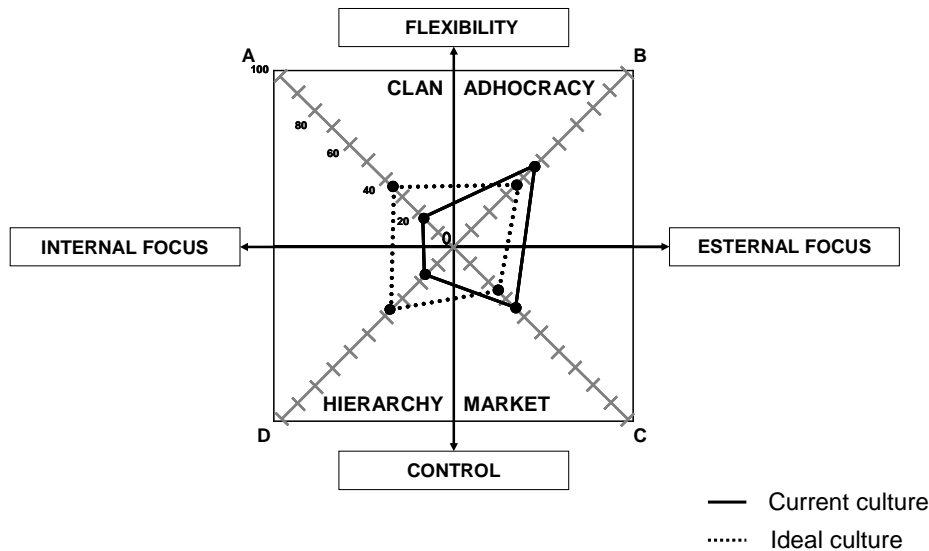 FLEXIBILITY
A
B
100
CLAN
ADHOCRACY
80
60
40
20
0
INTERNAL FOCUS
ESTERNAL FOCUS
HIERARCHY
MARKET
D
C
CONTROL
Current culture
Ideal culture